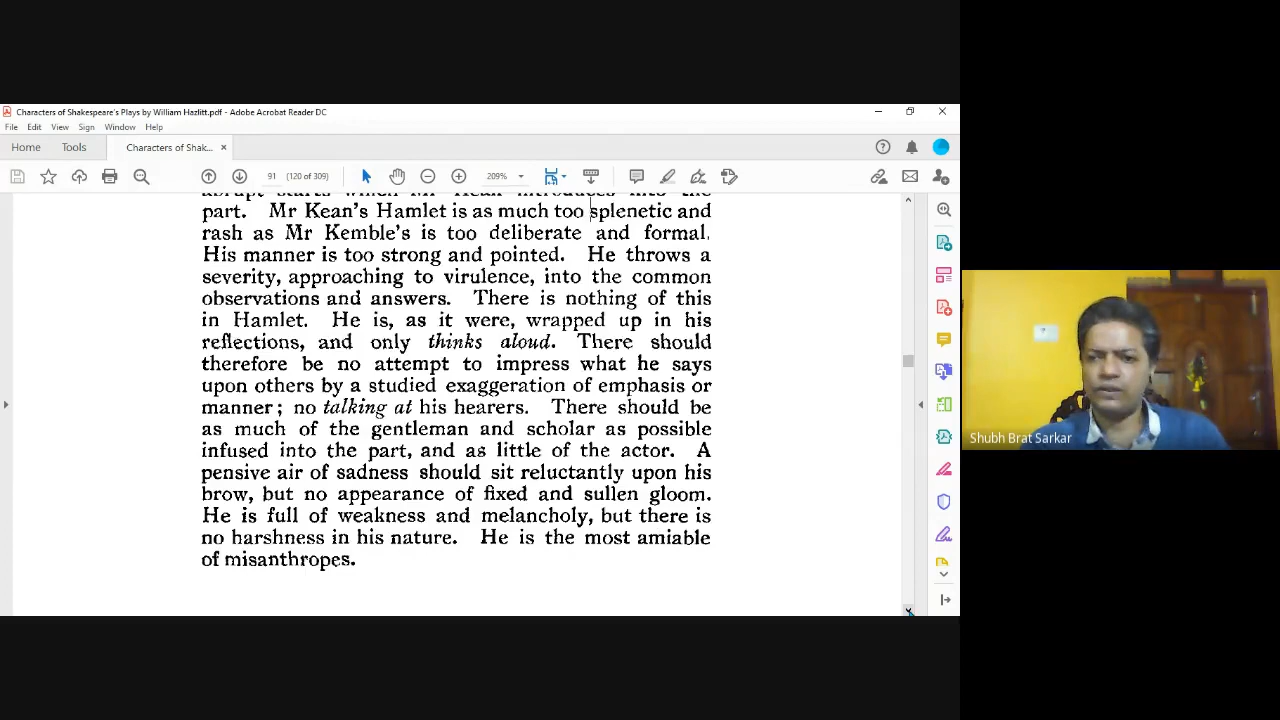 Characters of Shakespeare's Plays by William Hazlitt.pdf - Adobe Acrobat Reader DC
File Edit View Sign Window Help
Home Tools Characters of Shak... ×
91 (120 of 309) 209%
abrupt starts which Mr Kean introduces into the
part. Mr Kean's Hamlet is as much too splenetic and
rash as Mr Kemble's is too deliberate and formal.
His manner is too strong and pointed. He throws a
severity, approaching to virulence, into the common
observations and answers. There is nothing of this
in Hamlet. He is, as it were, wrapped up in his
reflections, and only thinks aloud. There should
therefore be no attempt to impress what he says
upon others by a studied exaggeration of emphasis or
manner; no talking at his hearers. There should be
as much of the gentleman and scholar as possible
infused into the part, and as little of the actor. A
pensive air of sadness should sit reluctantly upon his
brow, but no appearance of fixed and sullen gloom.
He is full of weakness and melancholy, but there is
no harshness in his nature. He is the most amiable
of misanthropes.
Shubh Brat Sarkar